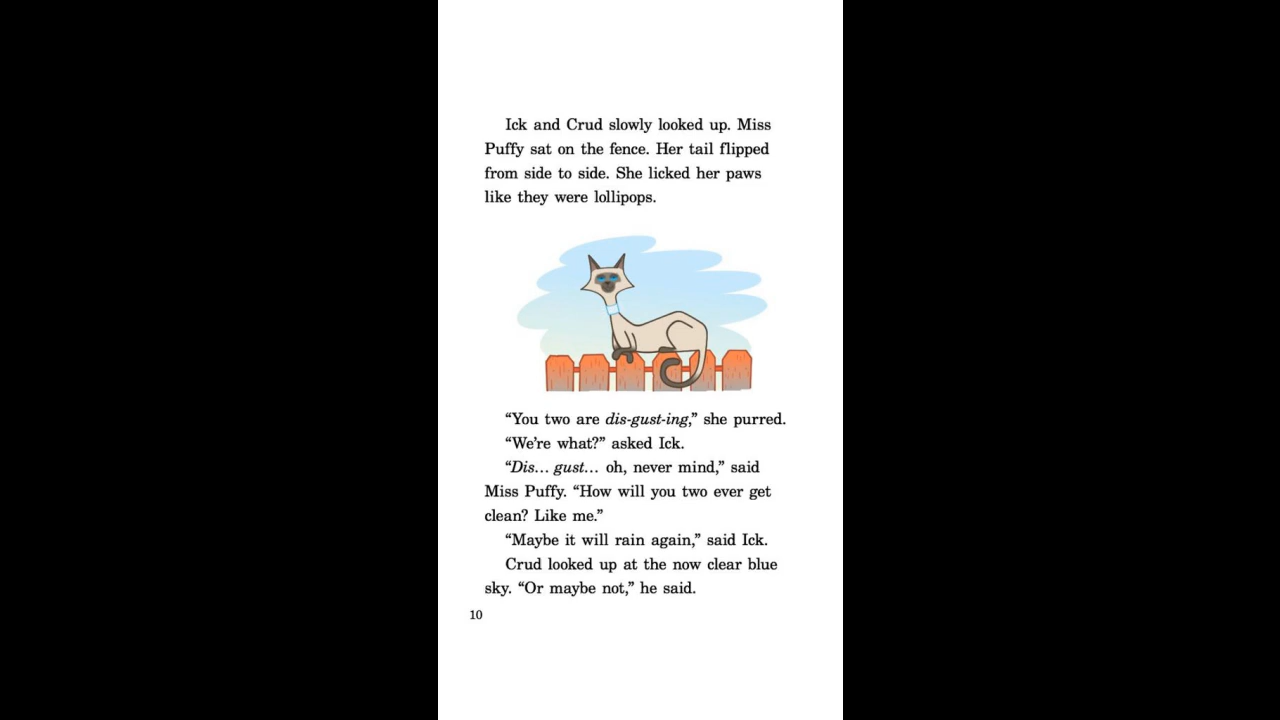 Ick and Crud slowly looked up. Miss
Puffy sat on the fence. Her tail flipped
from side to side. She licked her paws
like they were lollipops.
“You two are dis-gust-ing,” she purred.
“We’re what?” asked Ick.
“Dis… gust… oh, never mind,” said
Miss Puffy. “How will you two ever get
clean? Like me.”
“Maybe it will rain again,” said Ick.
Crud looked up at the now clear blue
sky. “Or maybe not,” he said.
10